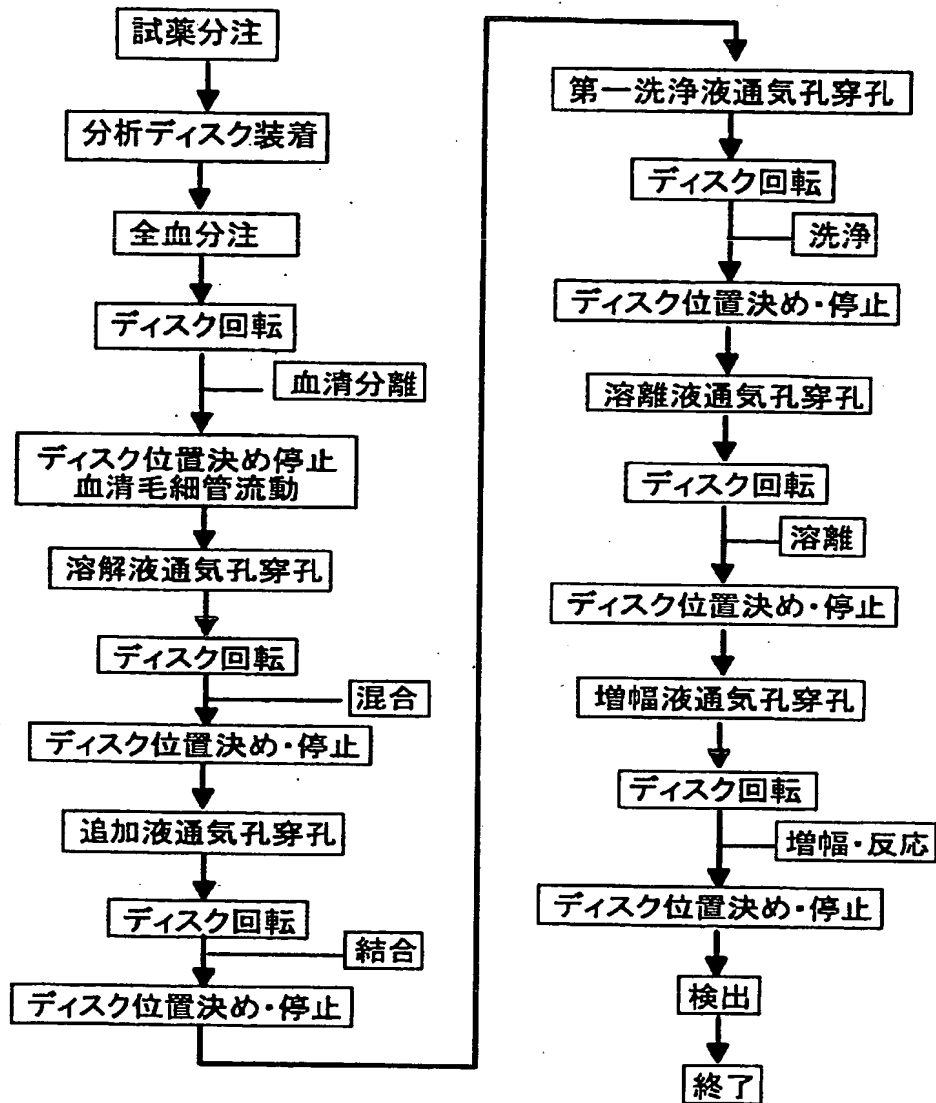 試薬分注
分析ディスク装着
全血分注
ディスク回転
血清分離
ディスク位置決め停止
血清毛細管流動
溶解液通気孔穿孔
ディスク回転
混合
ディスク位置決め・停止
追加液通気孔穿孔
ディスク回転
結合
ディスク位置決め・停止
第一洗浄液通気孔穿孔
ディスク回転
洗浄
ディスク位置決め・停止
溶離液通気孔穿孔
ディスク回転
溶離
ディスク位置決め・停止
増幅液通気孔穿孔
ディスク回転
増幅・反応
ディスク位置決め・停止
検出
終了